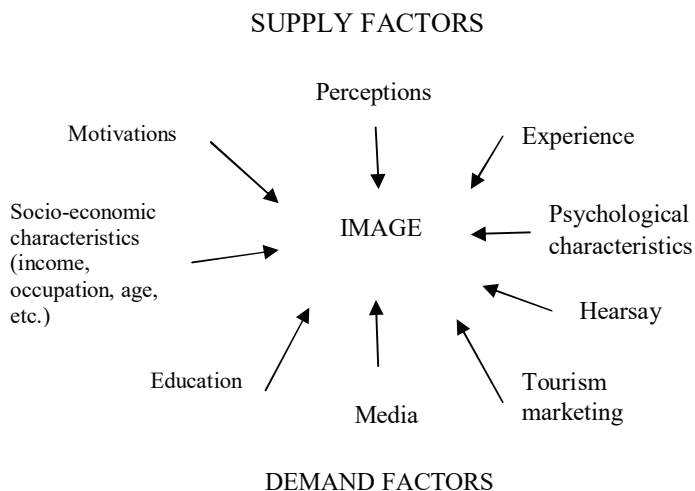 SUPPLY FACTORS
Perceptions
Motivations
Experience
Socio-economic
characteristics
(income,
occupation, age,
etc.)
IMAGE
Psychological
characteristics
Hearsay
Education
Tourism
marketing
Media
DEMAND FACTORS